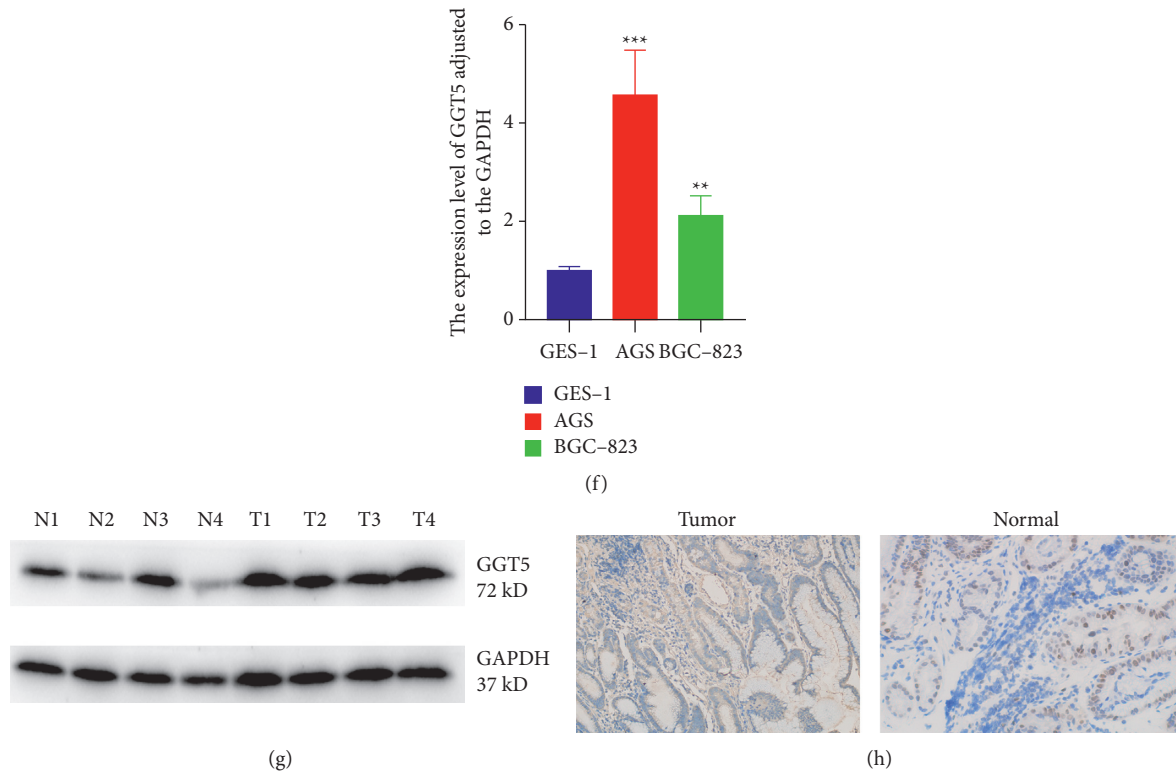 The expression level of GGT5 adjusted
to the GAPDH
6
4
2
0
***
**
GES–1
AGS
BGC–823
GES–1
AGS
BGC–823
(f)
N1
N2
N3
N4
T1
T2
T3
T4
GGT5
72 kD
GAPDH
37 kD
(g)
Tumor
Normal
(h)